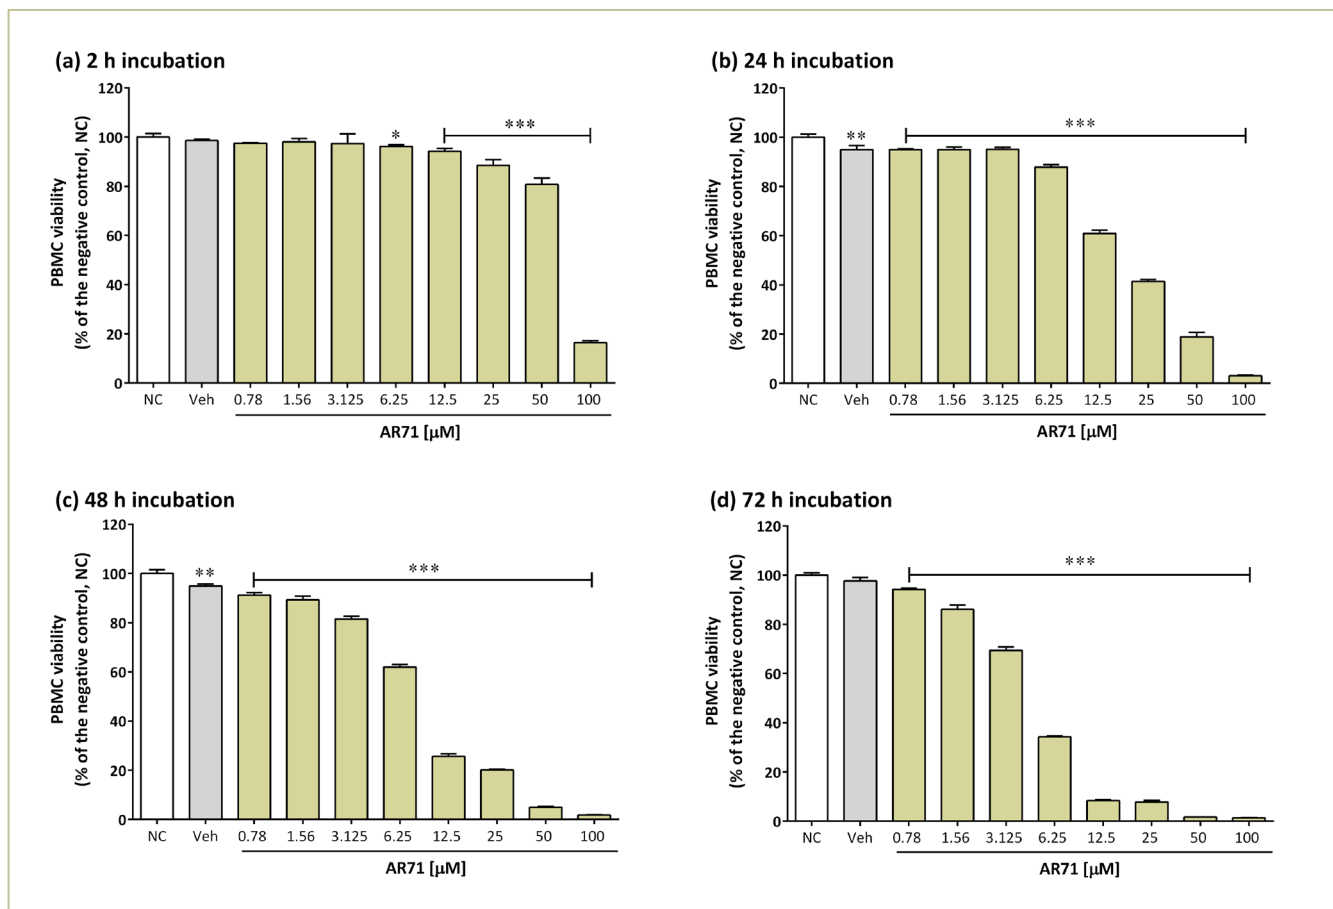 (a) 2 h incubation
PBMC viability
(% of the negative control, NC)
120
100
80
60
40
20
0
*
***
NC Veh 0.78 1.56 3.125 6.25 12.5 25 50 100
AR71 [µM]
(b) 24 h incubation
PBMC viability
(% of the negative control, NC)
120
100
80
60
40
20
0
**
***
NC Veh 0.78 1.56 3.125 6.25 12.5 25 50 100
AR71 [µM]
(c) 48 h incubation
PBMC viability
(% of the negative control, NC)
120
100
80
60
40
20
0
**
***
NC Veh 0.78 1.56 3.125 6.25 12.5 25 50 100
AR71 [µM]
(d) 72 h incubation
PBMC viability
(% of the negative control, NC)
120
100
80
60
40
20
0
***
NC Veh 0.78 1.56 3.125 6.25 12.5 25 50 100
AR71 [µM]